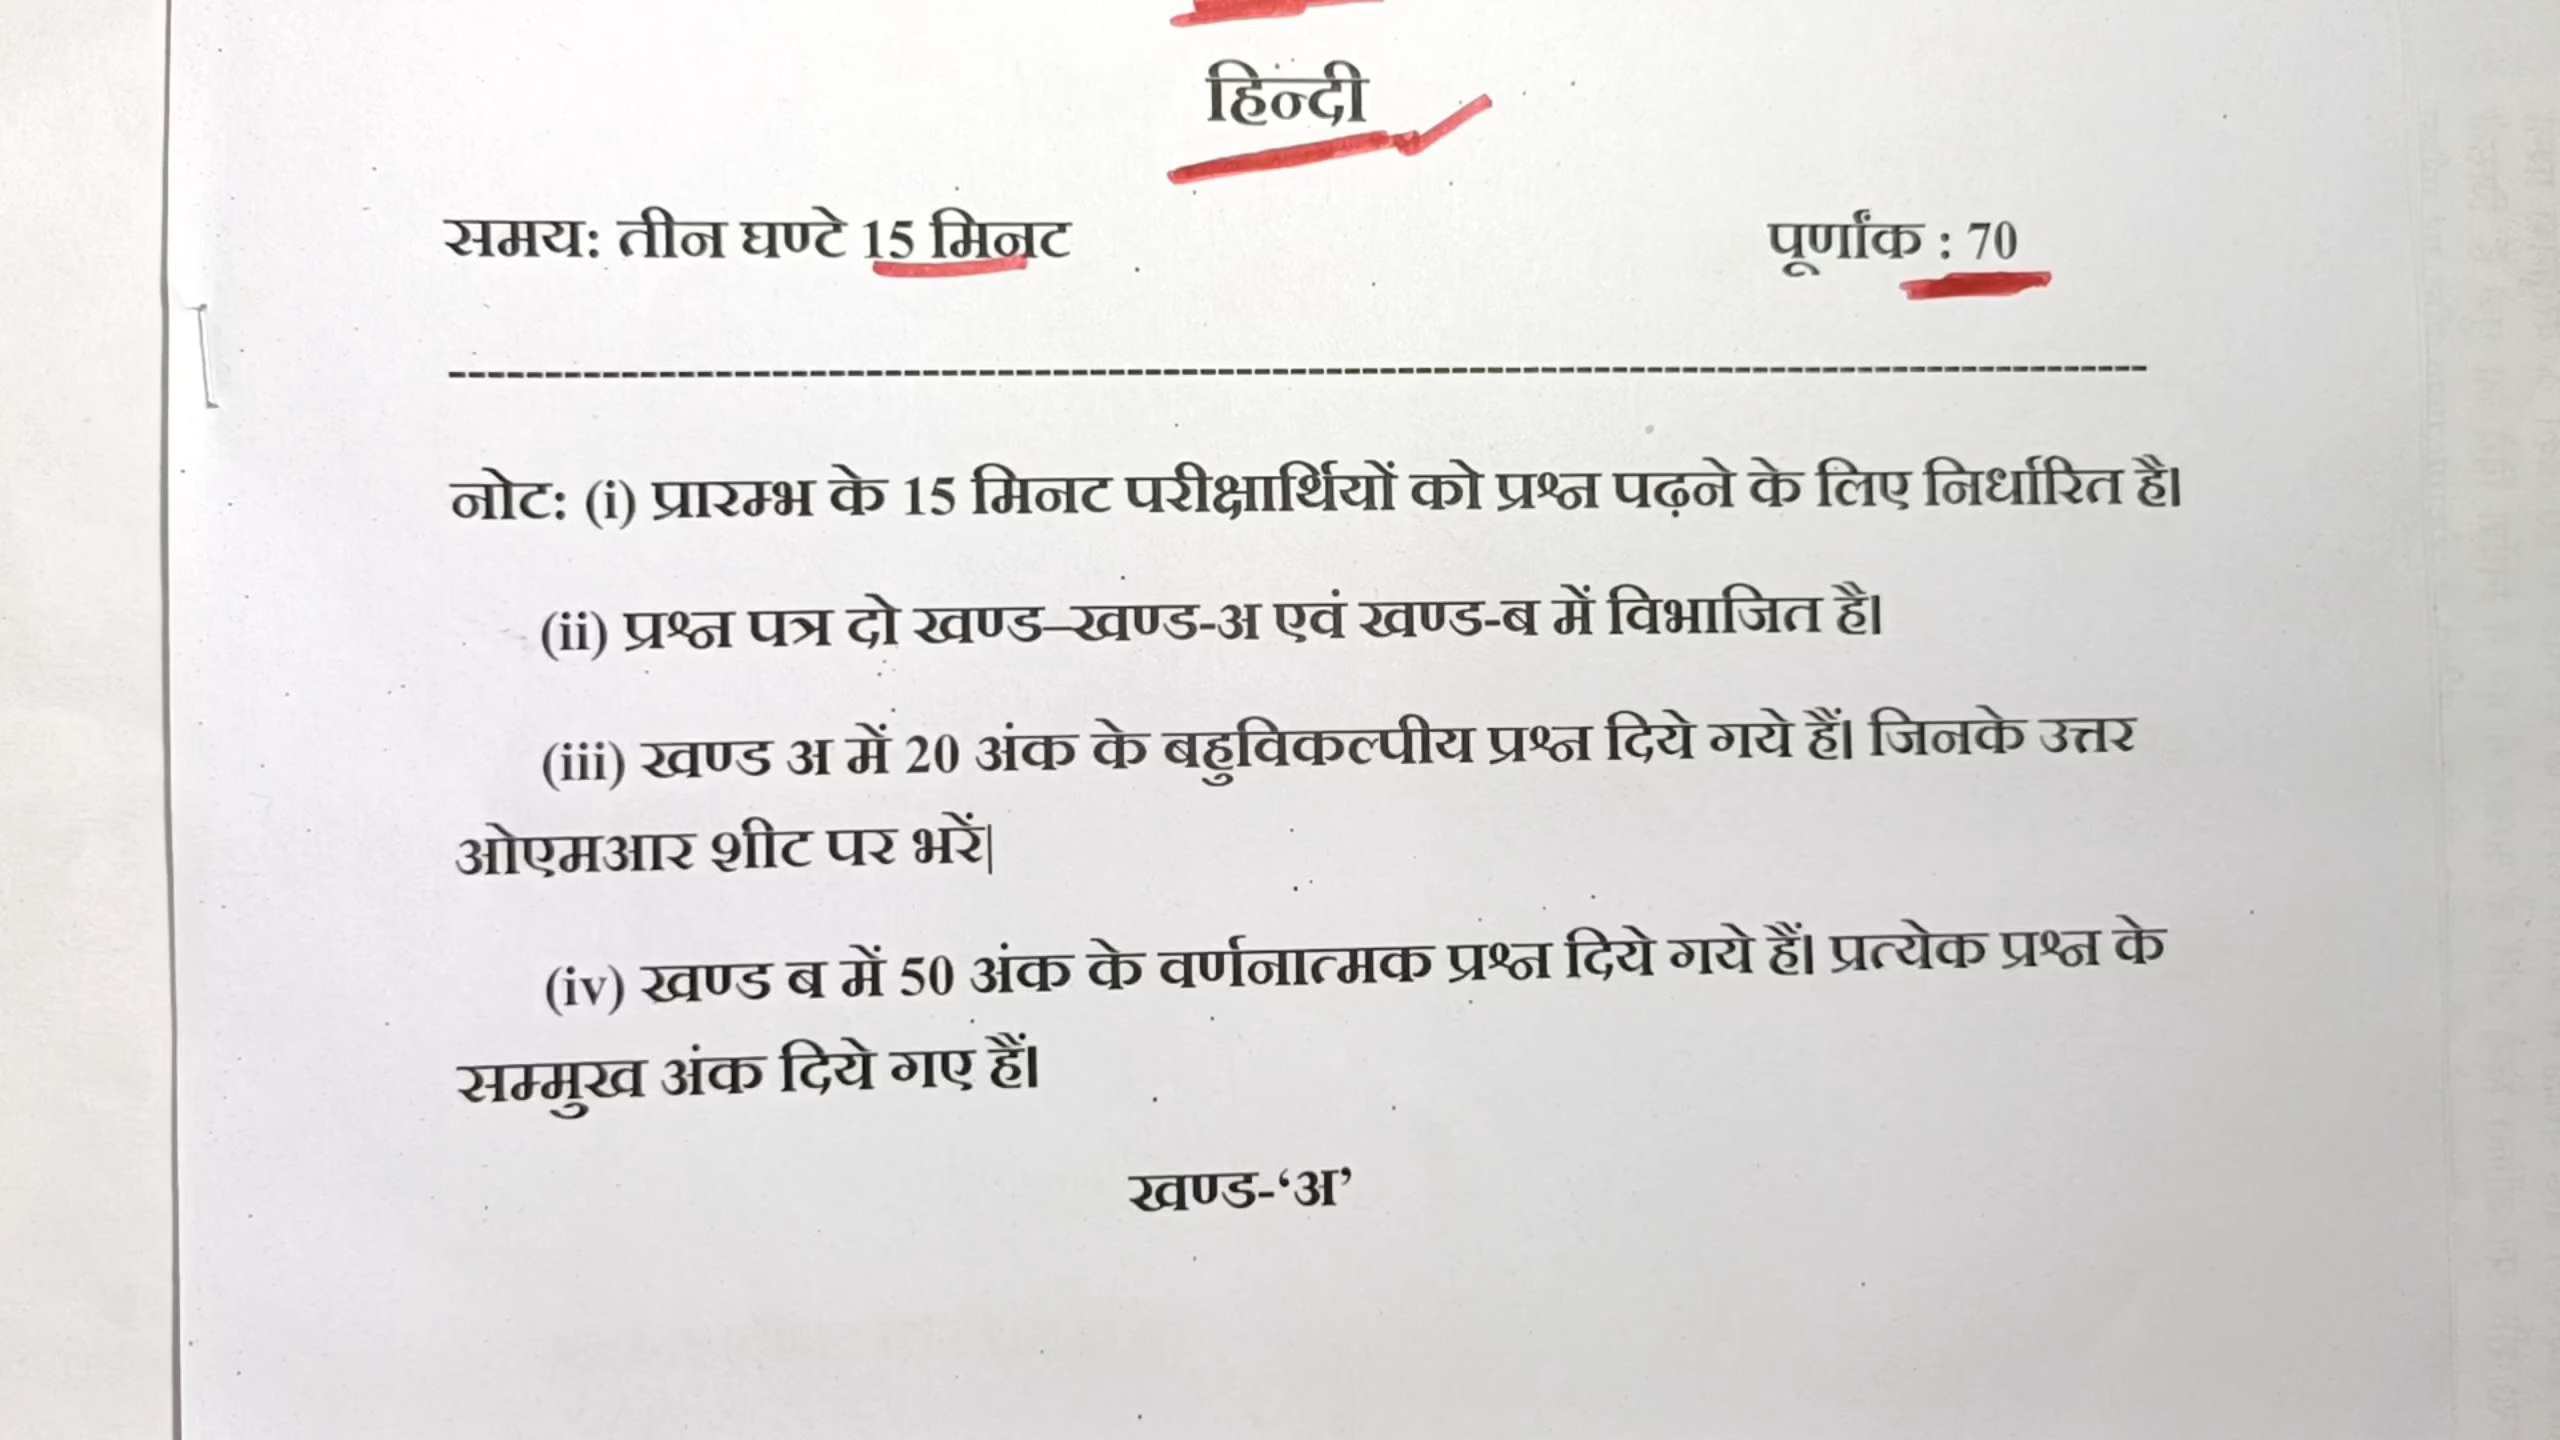 हिन्दी
समय: तीन घण्टे 15 मिनट पूर्णांक : 70
नोट: (i) प्रारम्भ के 15 मिनट परीक्षार्थियों को प्रश्न पढ़ने के लिए निर्धारित है।
(ii) प्रश्न पत्र दो खण्ड–खण्ड-अ एवं खण्ड-ब में विभाजित है।
(iii) खण्ड अ में 20 अंक के बहुविकल्पीय प्रश्न दिये गये हैं। जिनके उत्तर
ओएमआर शीट पर भरें|
(iv) खण्ड ब में 50 अंक के वर्णनात्मक प्रश्न दिये गये हैं। प्रत्येक प्रश्न के
सम्मुख अंक दिये गए हैं।
खण्ड-‘अ’